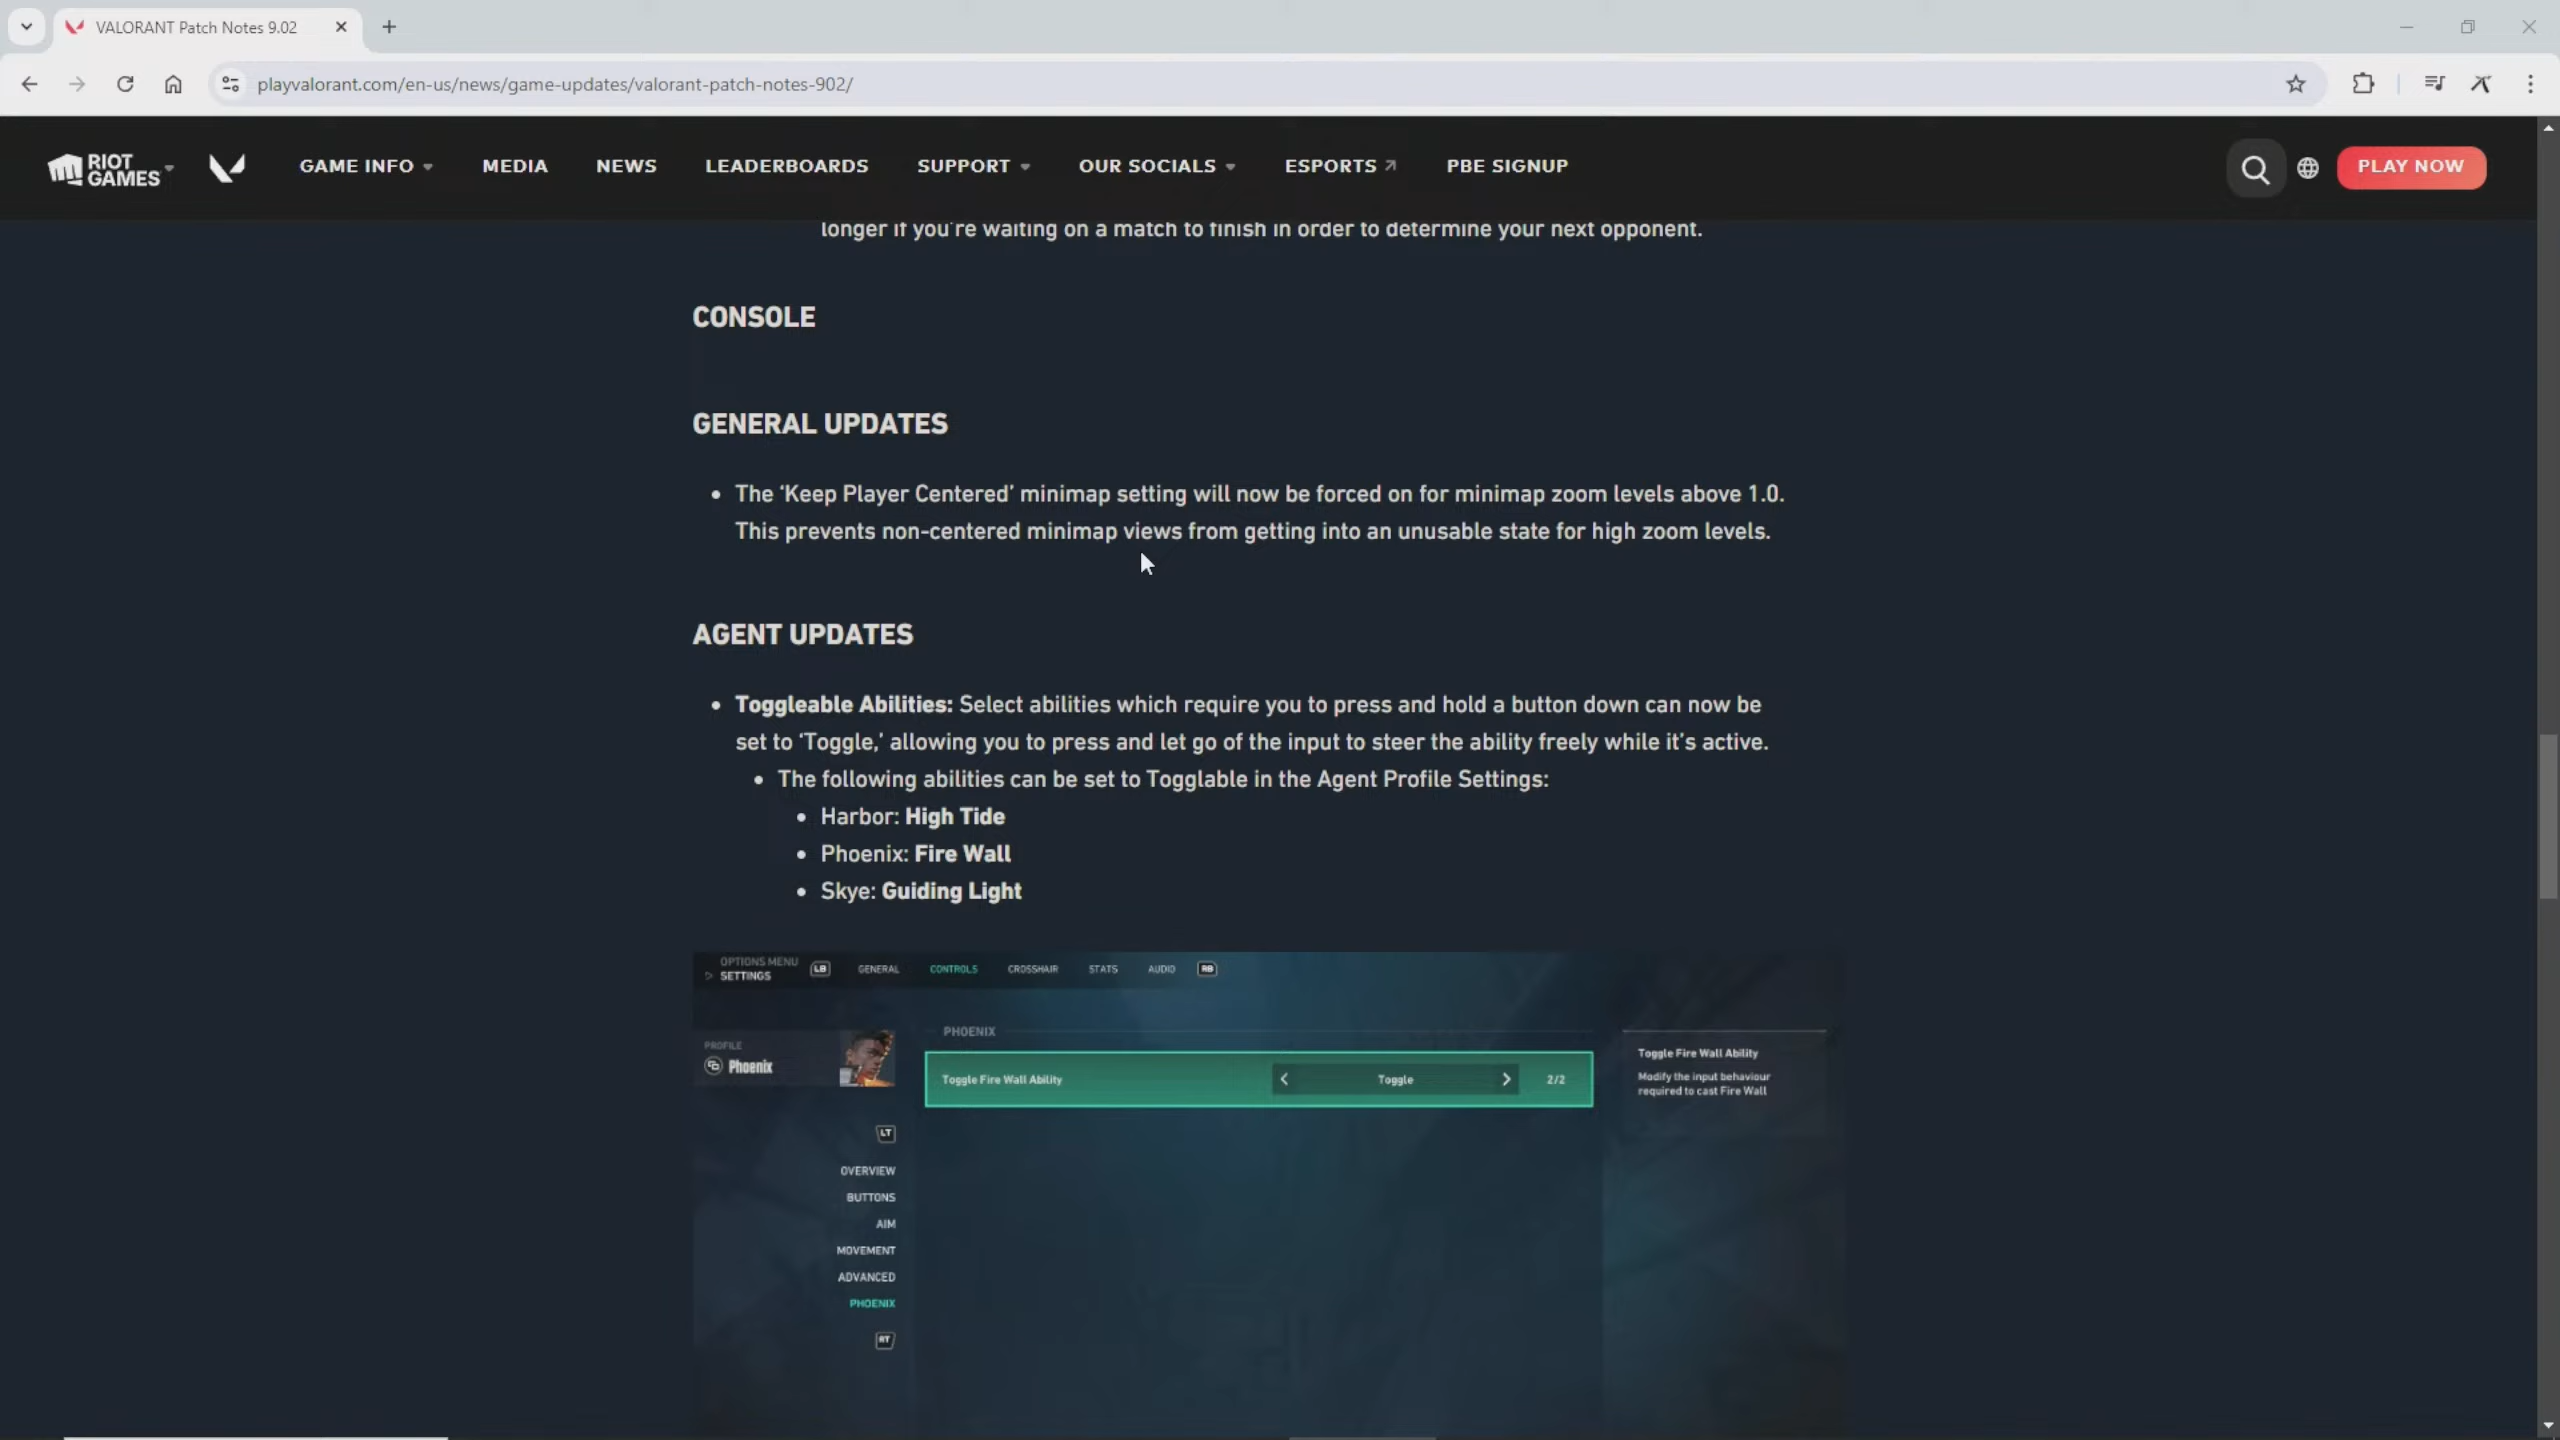 VALORANT Patch Notes 9.02
playvalorant.com/en-us/news/game-updates/valorant-patch-notes-902/
RIOT GAMES
GAME INFO
MEDIA
NEWS
LEADERBOARDS
SUPPORT
OUR SOCIALS
ESPORTS
PBE SIGNUP
PLAY NOW
longer if you're waiting on a match to finish in order to determine your next opponent.
CONSOLE
GENERAL UPDATES
The ‘Keep Player Centered’ minimap setting will now be forced on for minimap zoom levels above 1.0.
This prevents non-centered minimap views from getting into an unusable state for high zoom levels.
AGENT UPDATES
Toggleable Abilities: Select abilities which require you to press and hold a button down can now be
set to ‘Toggle,’ allowing you to press and let go of the input to steer the ability freely while it’s active.
The following abilities can be set to Togglable in the Agent Profile Settings:
Harbor: High Tide
Phoenix: Fire Wall
Skye: Guiding Light
OPTIONS MENU
SETTINGS
LB
GENERAL
CONTROLS
CROSSHAIR
STATS
AUDIO
RB
PROFILE
Phoenix
PHOENIX
Toggle Fire Wall Ability
Toggle
2/2
Toggle Fire Wall Ability
Modify the input behaviour
required to cast Fire Wall
LT
OVERVIEW
BUTTONS
AIM
MOVEMENT
ADVANCED
PHOENIX
RT